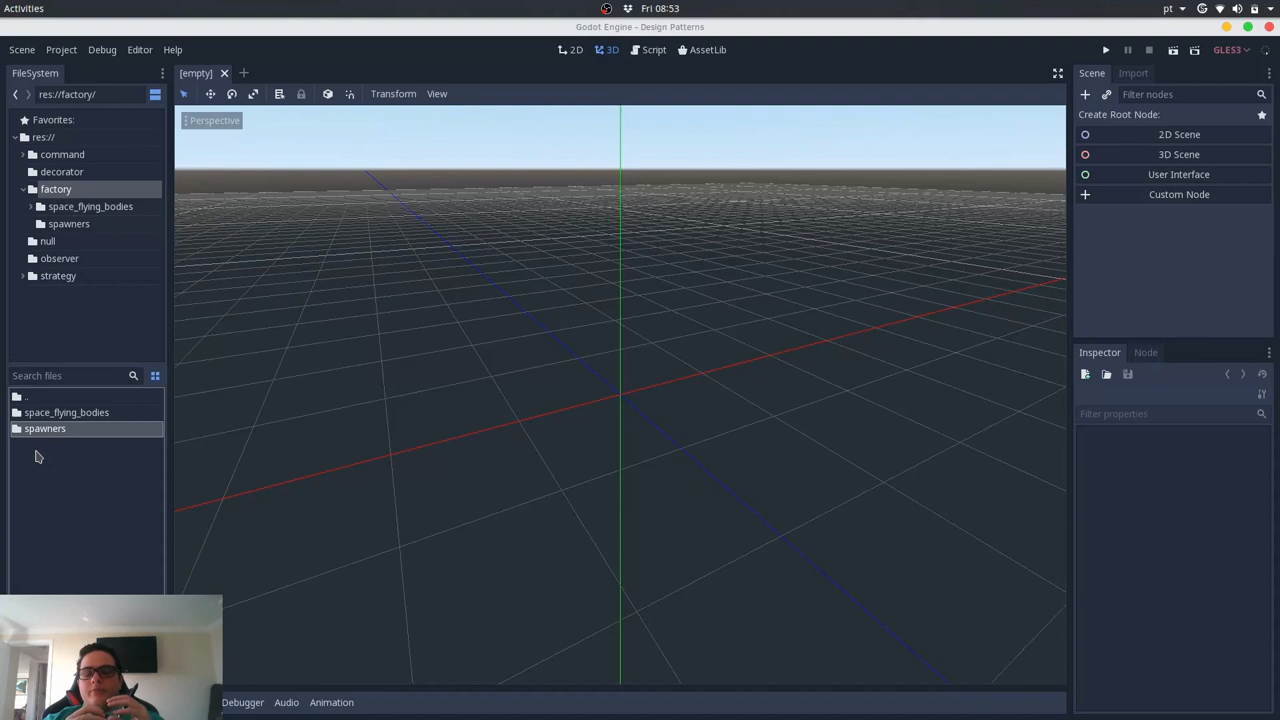 Activities
Fri 08:53
pt
Godot Engine - Design Patterns
Scene Project Debug Editor Help
2D 3D Script AssetLib
GLES3
FileSystem
res://factory/
Favorites:
res://
command
decorator
factory
space_flying_bodies
spawners
null
observer
strategy
Search files
..
space_flying_bodies
spawners
[empty]
Transform View
Perspective
Debugger Audio Animation
Scene Import
Filter nodes
Create Root Node:
2D Scene
3D Scene
User Interface
Custom Node
Inspector Node
Filter properties